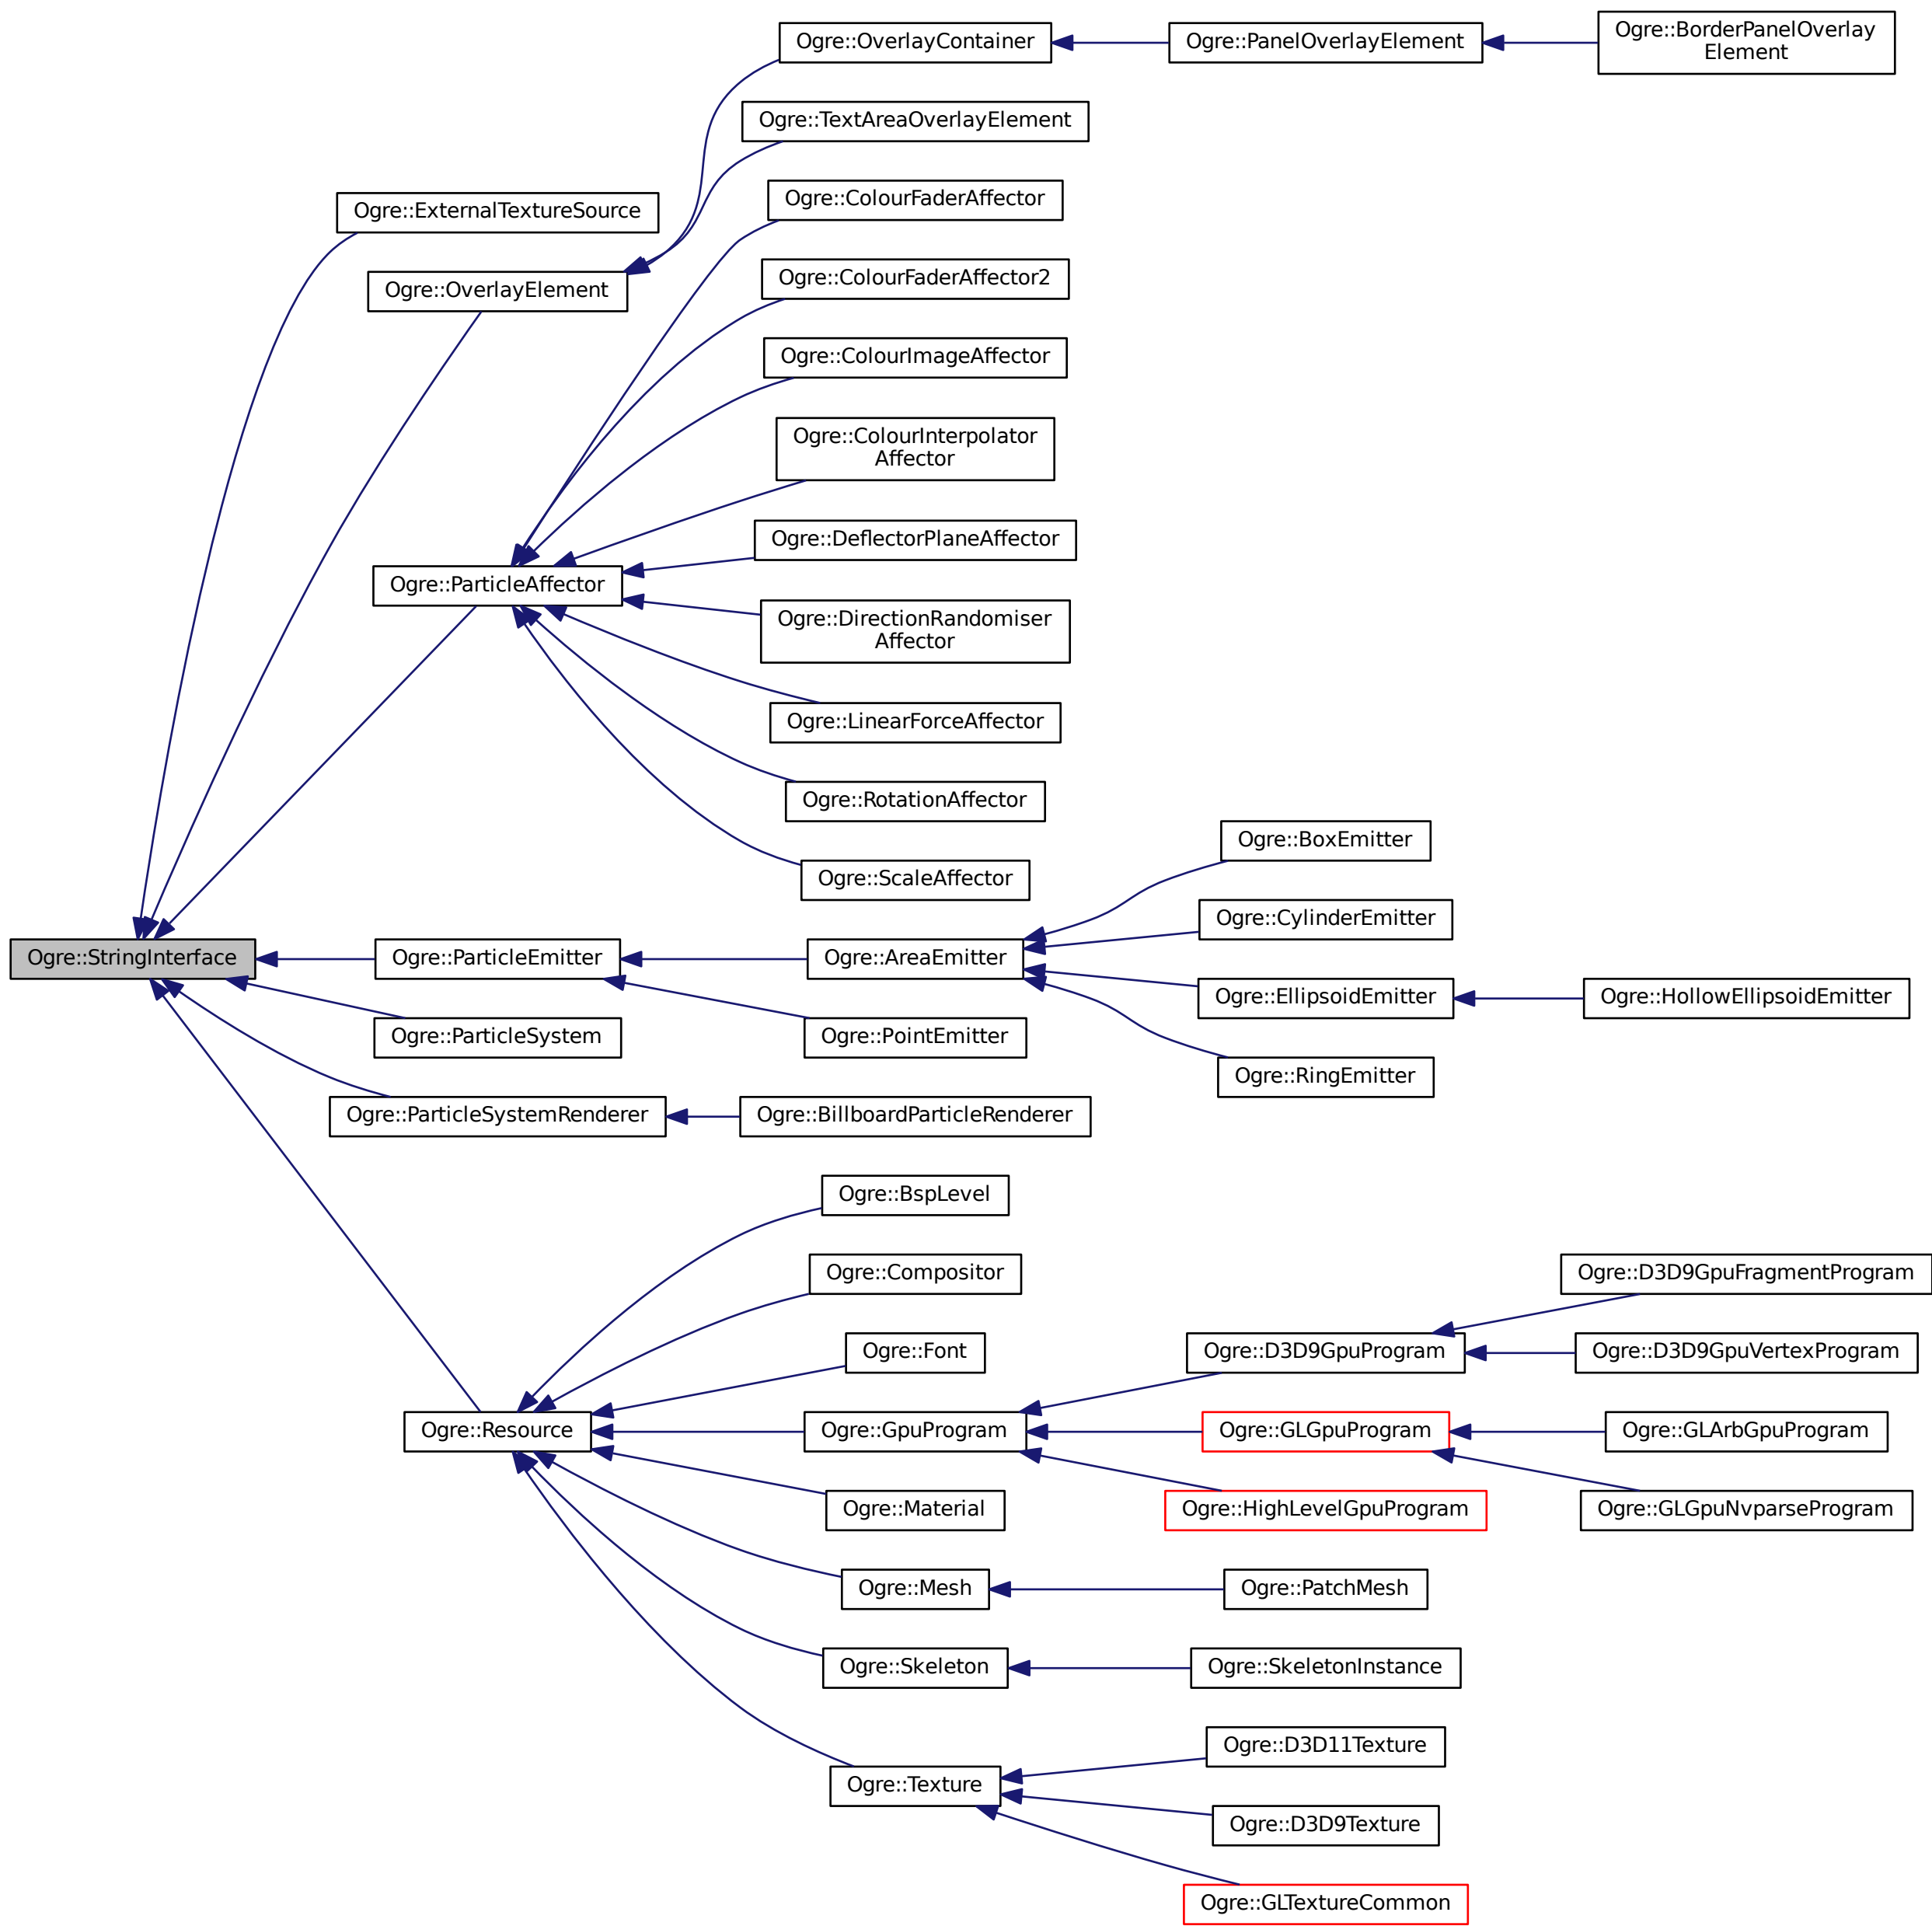 Ogre::OverlayContainer
Ogre::PanelOverlayElement
Ogre::BorderPanelOverlay
Element
Ogre::TextAreaOverlayElement
Ogre::ExternalTextureSource
Ogre::OverlayElement
Ogre::ColourFaderAffector
Ogre::ColourFaderAffector2
Ogre::ColourImageAffector
Ogre::ColourInterpolator
Affector
Ogre::DeflectorPlaneAffector
Ogre::ParticleAffector
Ogre::DirectionRandomiser
Affector
Ogre::LinearForceAffector
Ogre::RotationAffector
Ogre::ScaleAffector
Ogre::BoxEmitter
Ogre::CylinderEmitter
Ogre::StringInterface
Ogre::ParticleEmitter
Ogre::AreaEmitter
Ogre::EllipsoidEmitter
Ogre::HollowEllipsoidEmitter
Ogre::ParticleSystem
Ogre::PointEmitter
Ogre::RingEmitter
Ogre::ParticleSystemRenderer
Ogre::BillboardParticleRenderer
Ogre::BspLevel
Ogre::Compositor
Ogre::D3D9GpuFragmentProgram
Ogre::Font
Ogre::D3D9GpuProgram
Ogre::D3D9GpuVertexProgram
Ogre::Resource
Ogre::GpuProgram
Ogre::GLGpuProgram
Ogre::GLArbGpuProgram
Ogre::Material
Ogre::HighLevelGpuProgram
Ogre::GLGpuNvparseProgram
Ogre::Mesh
Ogre::PatchMesh
Ogre::Skeleton
Ogre::SkeletonInstance
Ogre::D3D11Texture
Ogre::Texture
Ogre::D3D9Texture
Ogre::GLTextureCommon